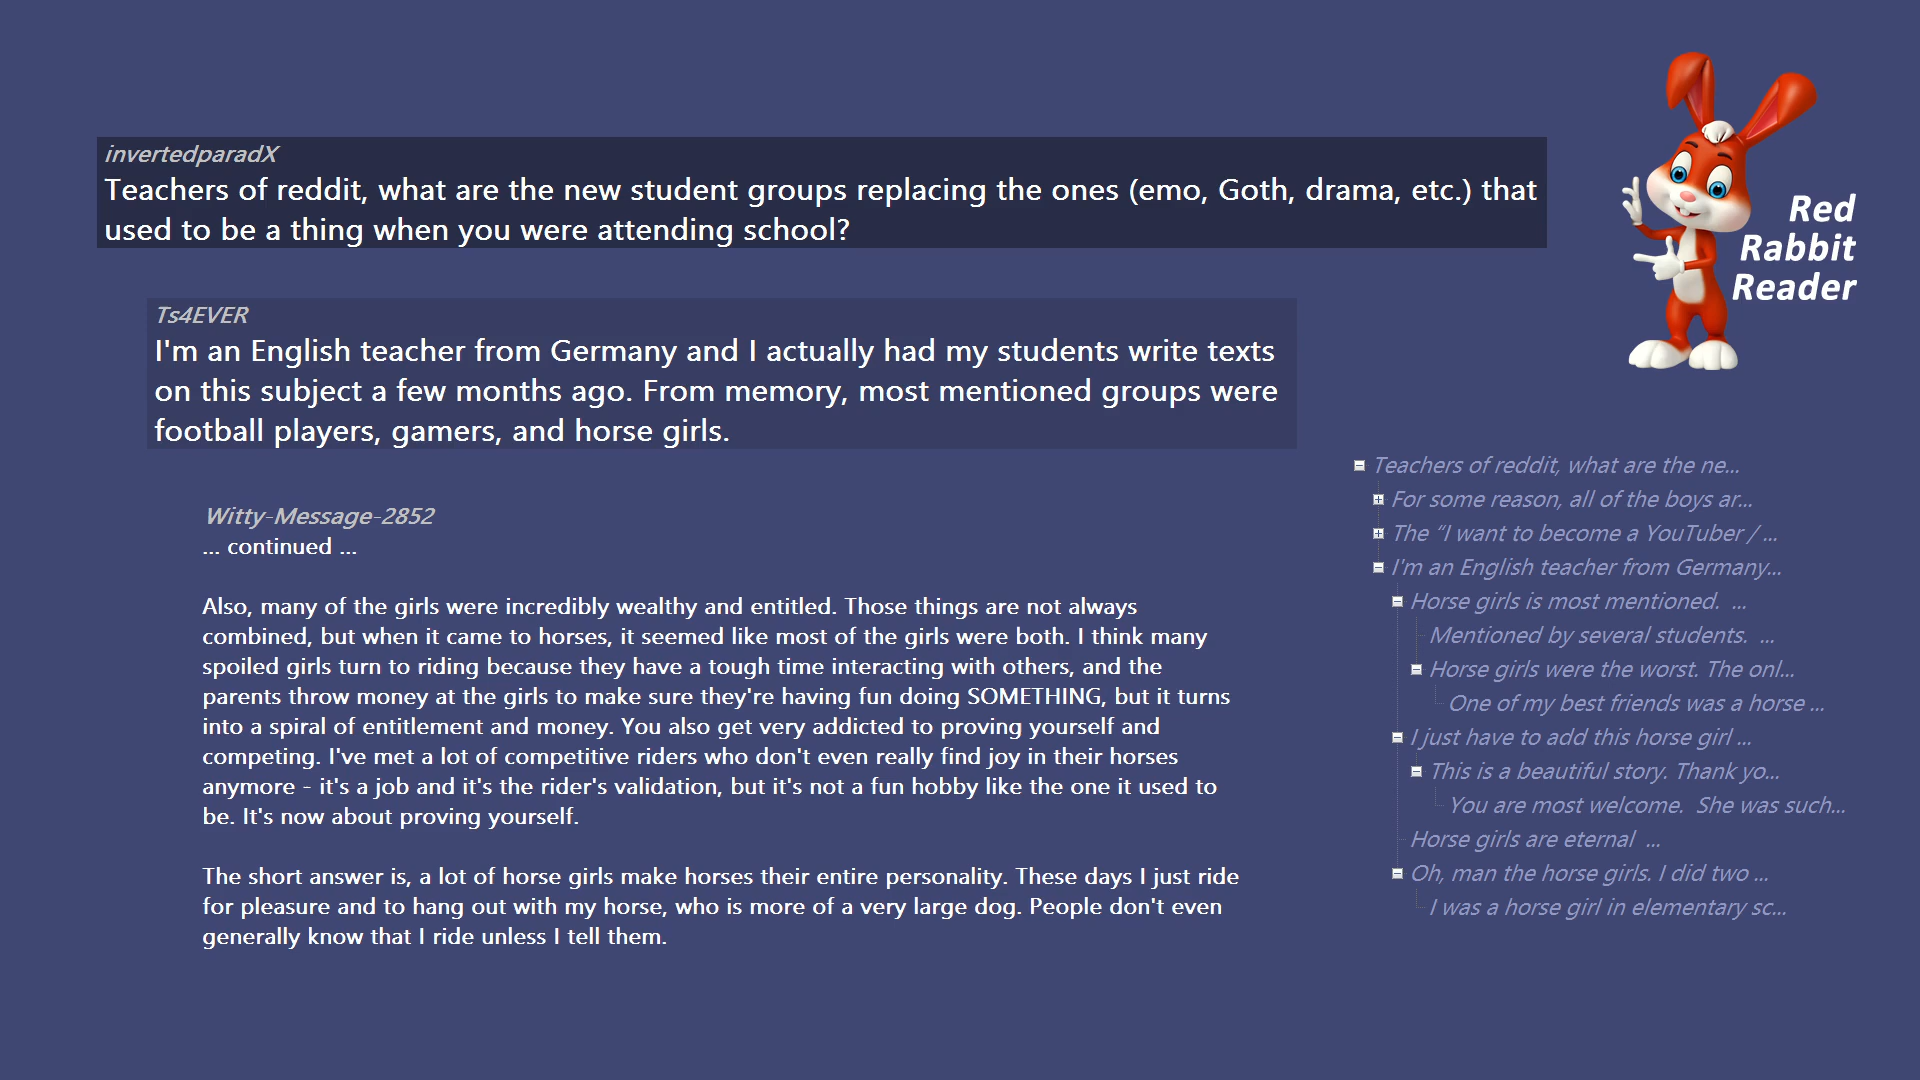 invertedparadX
Teachers of reddit, what are the new student groups replacing the ones (emo, Goth, drama, etc.) that
used to be a thing when you were attending school?
Ts4EVER
I'm an English teacher from Germany and I actually had my students write texts
on this subject a few months ago. From memory, most mentioned groups were
football players, gamers, and horse girls.
Witty-Message-2852
... continued ...
Also, many of the girls were incredibly wealthy and entitled. Those things are not always
combined, but when it came to horses, it seemed like most of the girls were both. I think many
spoiled girls turn to riding because they have a tough time interacting with others, and the
parents throw money at the girls to make sure they're having fun doing SOMETHING, but it turns
into a spiral of entitlement and money. You also get very addicted to proving yourself and
competing. I've met a lot of competitive riders who don't even really find joy in their horses
anymore - it's a job and it's the rider's validation, but it's not a fun hobby like the one it used to
be. It's now about proving yourself.
The short answer is, a lot of horse girls make horses their entire personality. These days I just ride
for pleasure and to hang out with my horse, who is more of a very large dog. People don't even
generally know that I ride unless I tell them.
Red
Rabbit
Reader
Teachers of reddit, what are the ne...
For some reason, all of the boys ar...
The “I want to become a YouTuber / ...
I'm an English teacher from Germany...
Horse girls is most mentioned.  ...
Mentioned by several students.  ...
Horse girls were the worst. The onl...
One of my best friends was a horse ...
I just have to add this horse girl ...
This is a beautiful story. Thank yo...
You are most welcome.  She was such...
Horse girls are eternal  ...
Oh, man the horse girls. I did two ...
I was a horse girl in elementary sc...